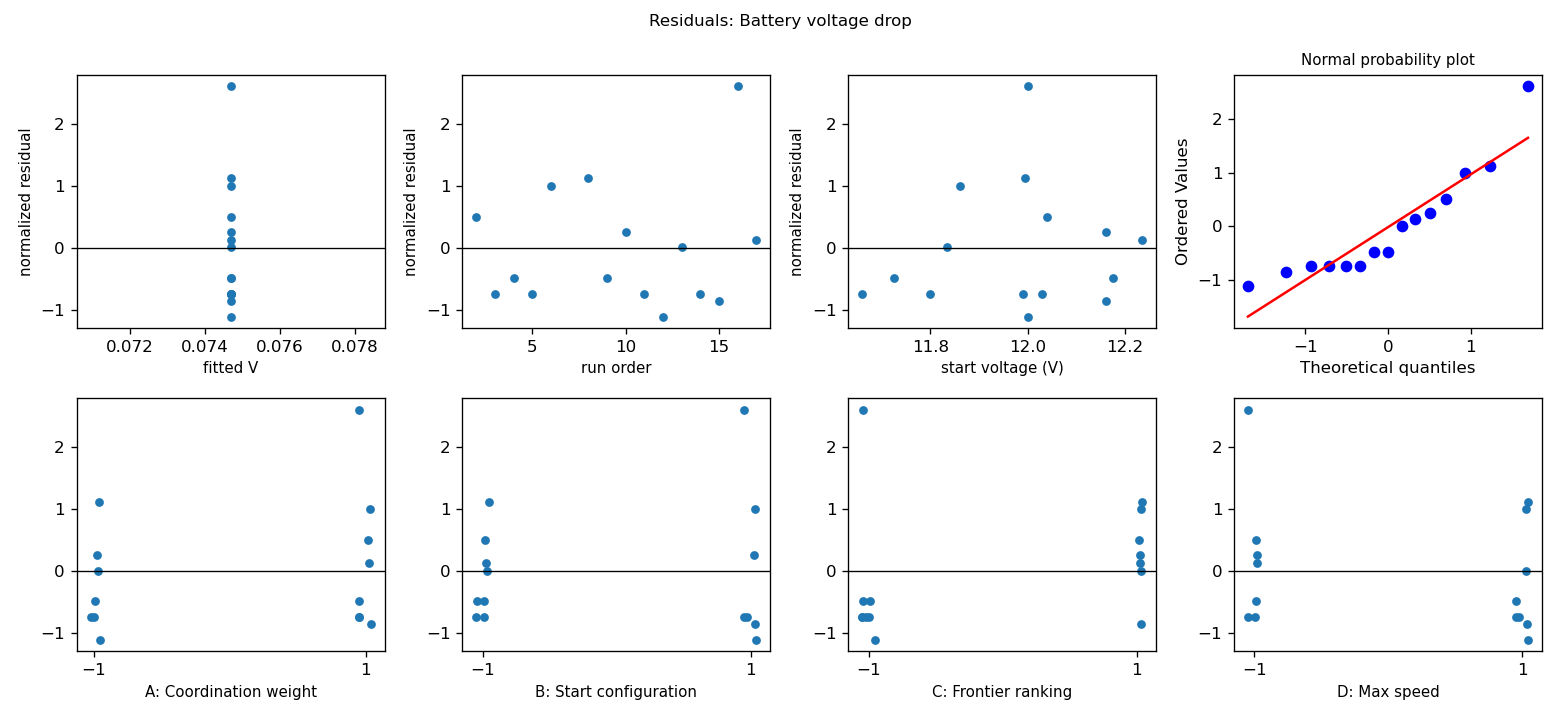 Residuals: Battery voltage drop
normalized residual
2
1
0
−1
0.072 0.074 0.076 0.078
fitted V
normalized residual
2
1
0
−1
5 10 15
run order
normalized residual
2
1
0
−1
11.8 12.0 12.2
start voltage (V)
Normal probability plot
Ordered Values
2
1
0
−1
−1 0 1
Theoretical quantiles
2
1
0
−1
−1 1
A: Coordination weight
2
1
0
−1
−1 1
B: Start configuration
2
1
0
−1
−1 1
C: Frontier ranking
2
1
0
−1
−1 1
D: Max speed